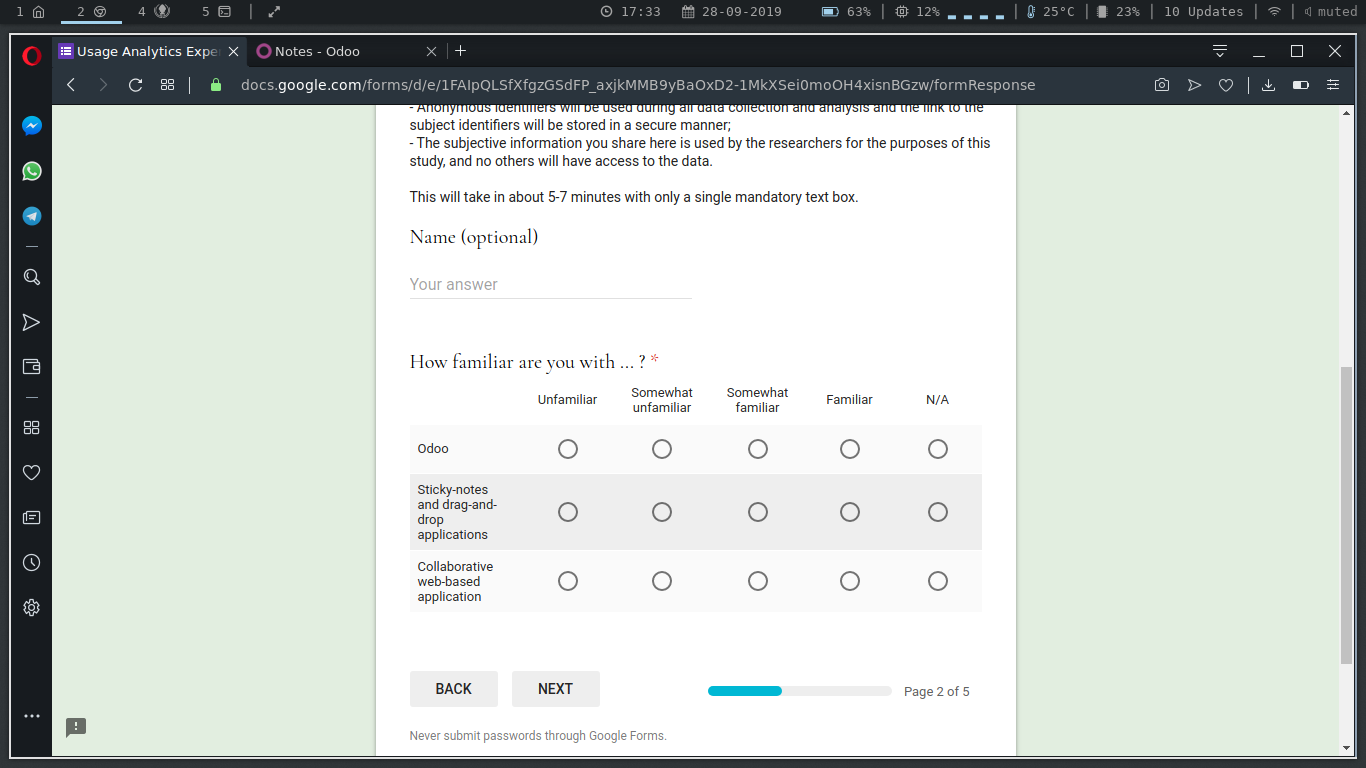 1 2 4 5 17:33 28-09-2019 63% 12% 25°C 23% 10 Updates muted
Usage Analytics Expe Notes - Odoo
docs.google.com/forms/d/e/1FAIpQLSfXfgzGSdFP_axjkMMB9yBaOxD2-1MkXSei0moOH4xisnBGzw/formResponse
- Anonymous identifiers will be used during all data collection and analysis and the link to the
subject identifiers will be stored in a secure manner;
- The subjective information you share here is used by the researchers for the purposes of this
study, and no others will have access to the data.
This will take in about 5-7 minutes with only a single mandatory text box.
Name (optional)
Your answer
How familiar are you with ... ? *
Unfamiliar Somewhat unfamiliar Somewhat familiar Familiar N/A
Odoo
Sticky-notes
and drag-and-
drop
applications
Collaborative
web-based
application
BACK NEXT Page 2 of 5
Never submit passwords through Google Forms.